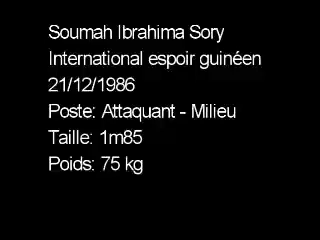 Soumah Ibrahima Sory
International espoir guinéen
21/12/1986
Poste: Attaquant - Milieu
Taille: 1m85
Poids: 75 kg